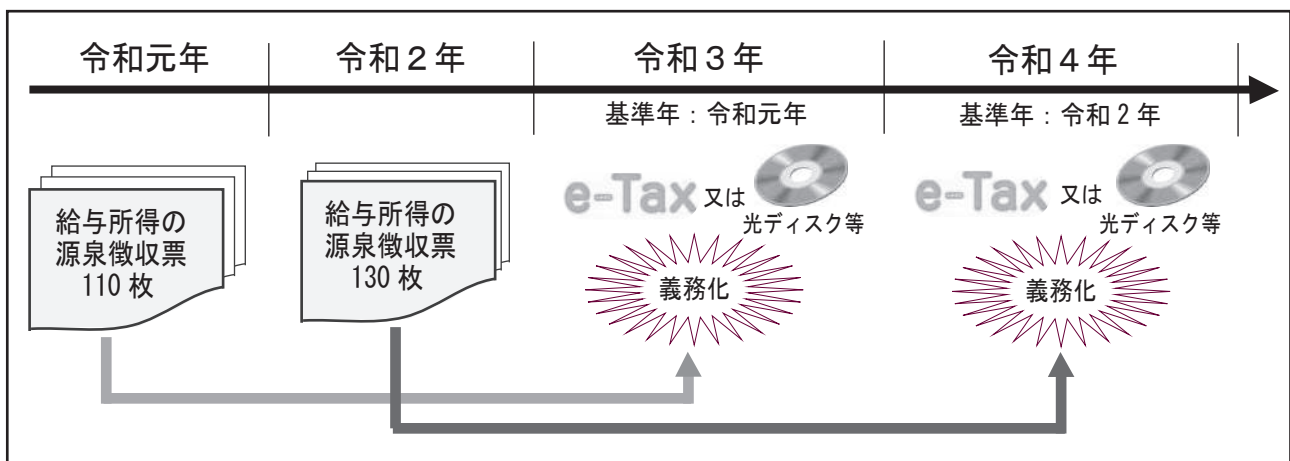 令和元年
令和２年
令和３年
令和４年
基準年：令和元年
基準年：令和２年
給与所得の
源泉徴収票
110 枚
給与所得の
源泉徴収票
130 枚
e-Tax 又は
光ディスク等
義務化
e-Tax 又は
光ディスク等
義務化